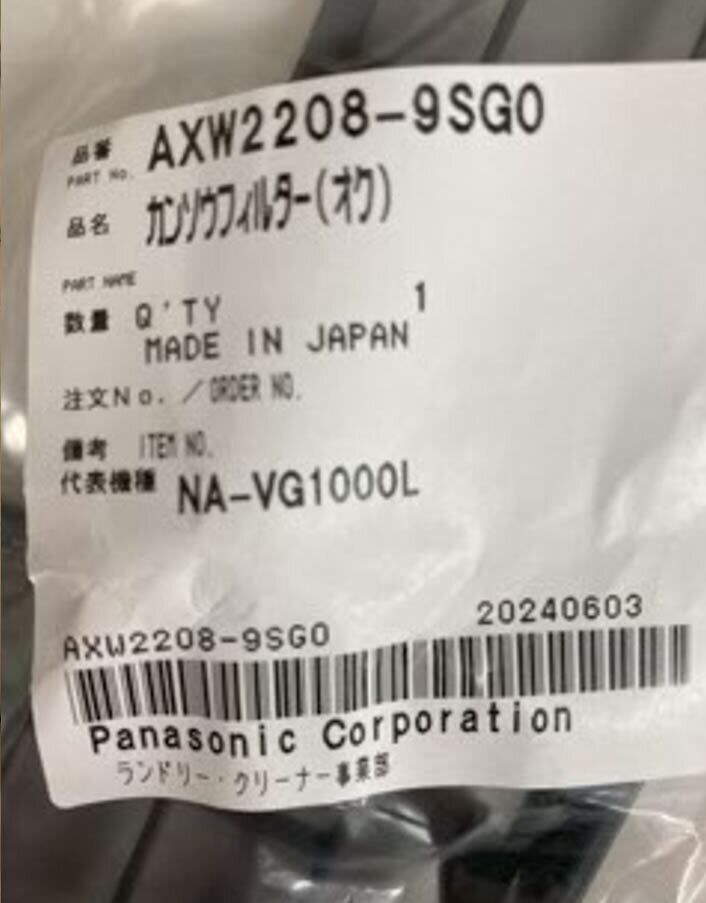 品番 AXW2208-9SG0
PART No.
品名 カンソウフィルター(オク)
PART NAME
数量 Q'TY 1
MADE IN JAPAN
注文No. /ORDER NO.
備考 ITEM NO.
代表機種 NA-VG1000L
AXW2208-9SG0 20240603
Panasonic Corporation
ランドリー・クリーナー事業部